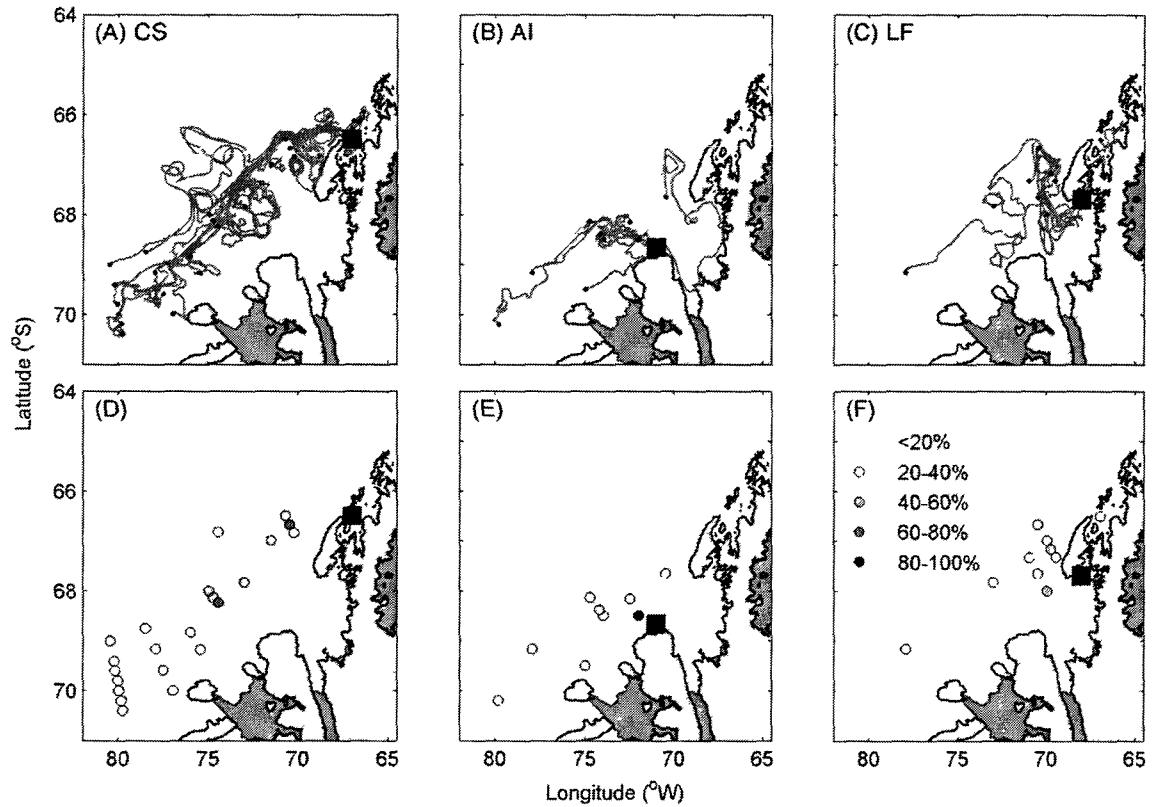 (A) CS
(B) AI
(C) LF
64
66
68
70
(D)
(E)
(F)
64
66
68
70
<20%
20-40%
40-60%
60-80%
80-100%
80 75 70 65
80 75 70 65
80 75 70 65
Latitude (°S)
Longitude (°W)